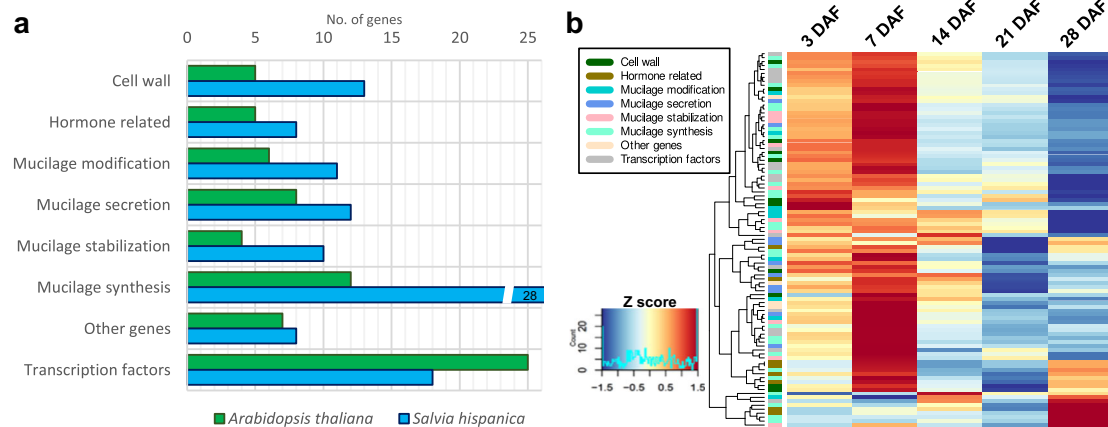 a
No. of genes
0 5 10 15 20 25
Cell wall
Hormone related
Mucilage modification
Mucilage secretion
Mucilage stabilization
Mucilage synthesis
28
Other genes
Transcription factors
Arabidopsis thaliana Salvia hispanica
b
3 DAF 7 DAF 14 DAF 21 DAF 28 DAF
Cell wall
Hormone related
Mucilage modification
Mucilage secretion
Mucilage stabilization
Mucilage synthesis
Other genes
Transcription factors
Z score
Count
0 10 20
-1.5 -0.5 0.5 1.5